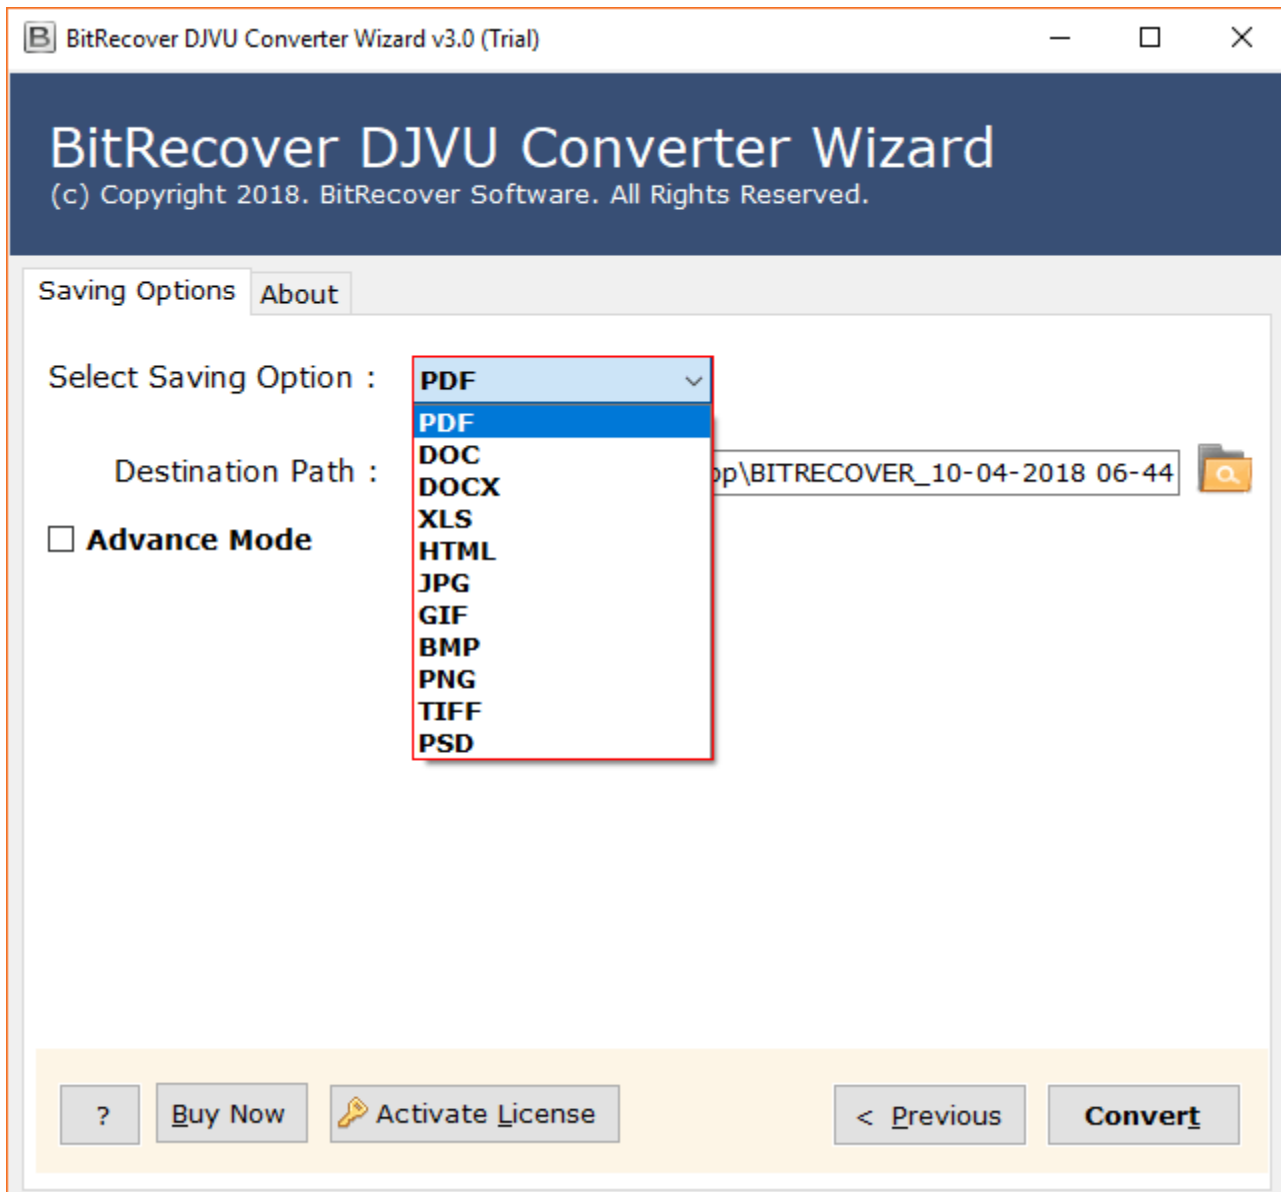 BitRecover DJVU Converter Wizard v3.0 (Trial)
BitRecover DJVU Converter Wizard
(c) Copyright 2018. BitRecover Software. All Rights Reserved.
Saving Options About
Select Saving Option : PDF
PDF
DOC
DOCX
XLS
HTML
JPG
GIF
BMP
PNG
TIFF
PSD
Destination Path : op\BITRECOVER_10-04-2018 06-44
Advance Mode
? Buy Now Activate License < Previous Convert